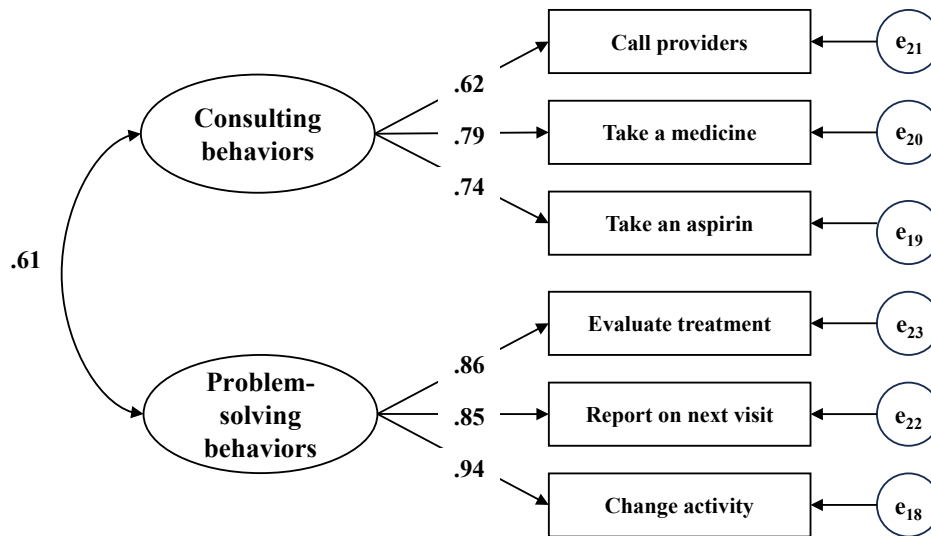 Call providers
e21
.62
Consulting
behaviors
.79
Take a medicine
e20
.74
Take an aspirin
e19
.61
Evaluate treatment
e23
.86
Problem-
solving
behaviors
.85
Report on next visit
e22
.94
Change activity
e18